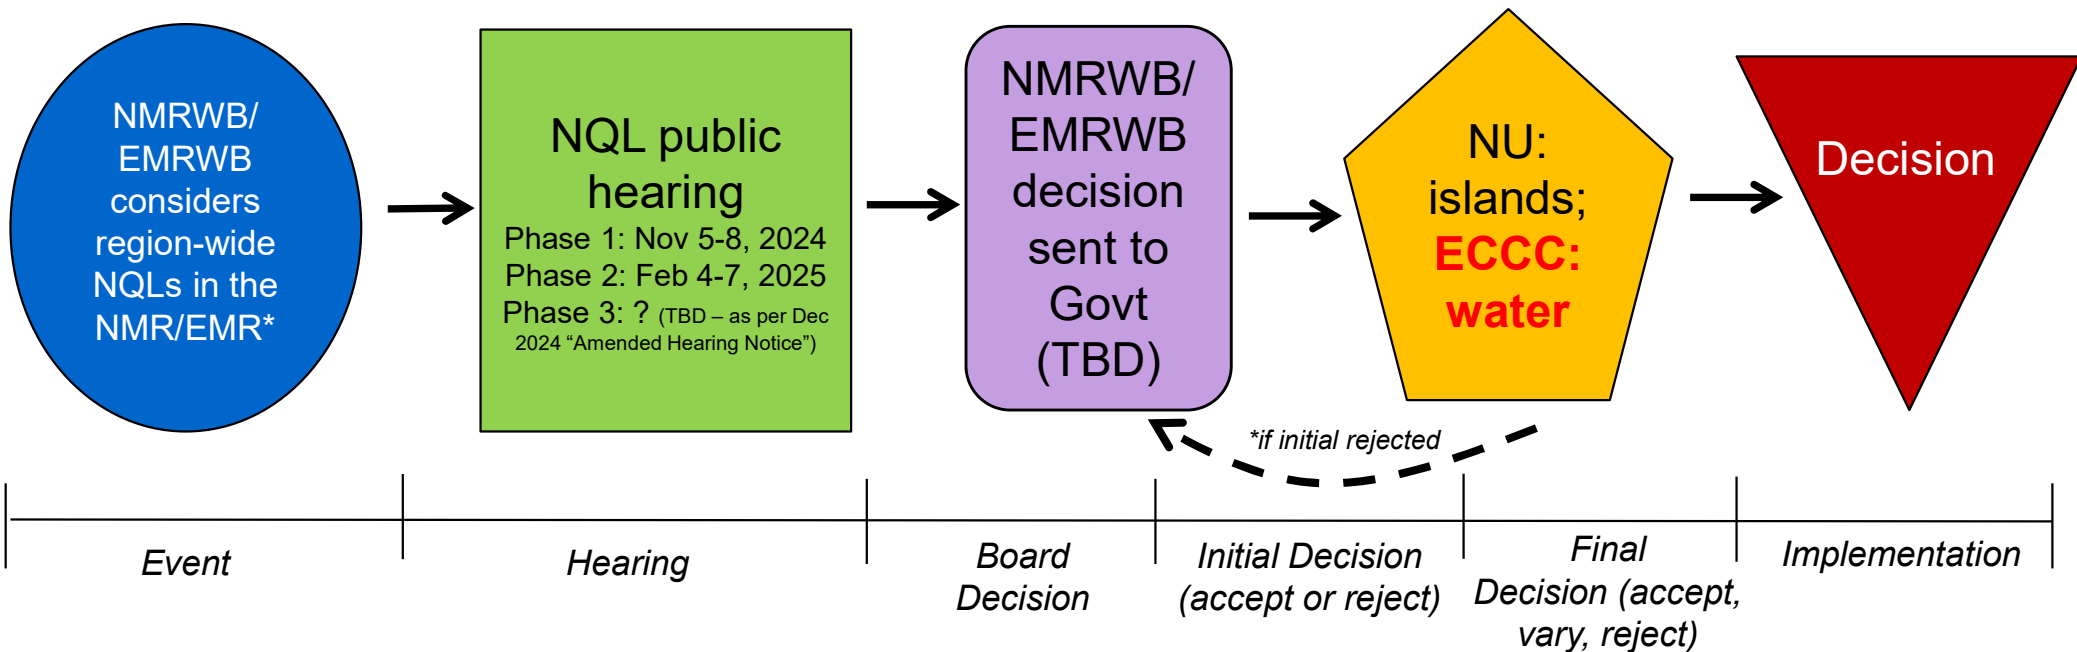 NMRWB/
EMRWB
considers
region-wide
NQLs in the
NMR/EMR*
NQL public
hearing
Phase 1: Nov 5-8, 2024
Phase 2: Feb 4-7, 2025
Phase 3: ? (TBD – as per Dec
2024 “Amended Hearing Notice”)
NMRWB/
EMRWB
decision
sent to
Govt
(TBD)
NU:
islands;
ECCC:
water
Decision
*if initial rejected
Event
Hearing
Board
Decision
Initial Decision
(accept or reject)
Final
Decision (accept,
vary, reject)
Implementation